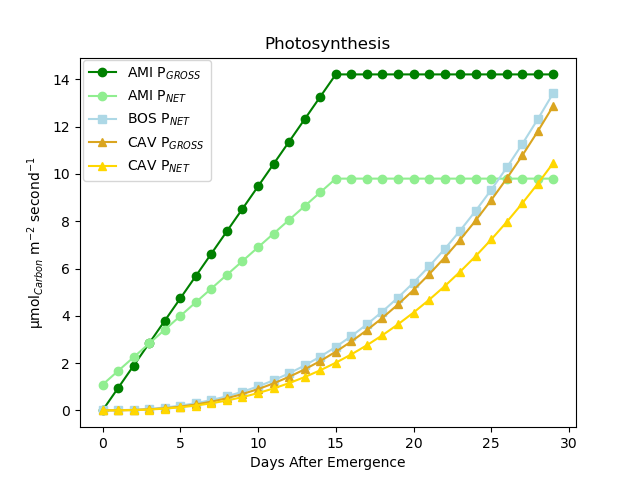 Photosynthesis
AMI P_GROSS
AMI P_NET
BOS P_NET
CAV P_GROSS
CAV P_NET
14
12
10
8
6
4
2
0
µmol_Carbon m⁻² second⁻¹
0 5 10 15 20 25 30
Days After Emergence